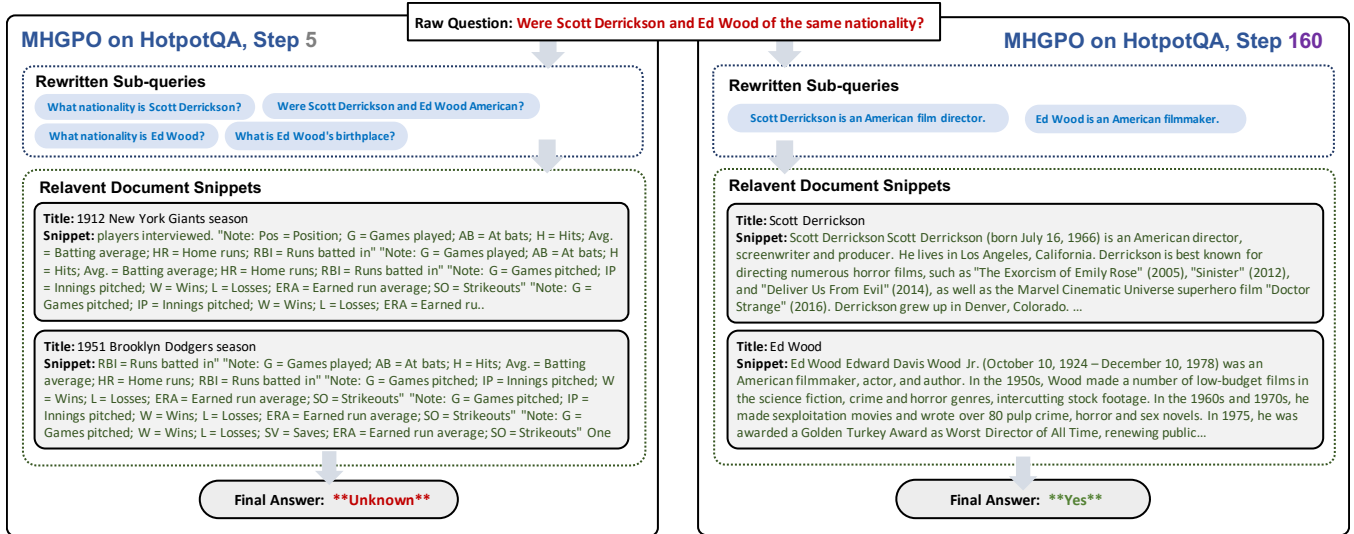 Raw Question: Were Scott Derrickson and Ed Wood of the same nationality?
MHGPO on HotpotQA, Step 5
Rewritten Sub-queries
What nationality is Scott Derrickson?
Were Scott Derrickson and Ed Wood American?
What nationality is Ed Wood?
What is Ed Wood's birthplace?
Relavent Document Snippets
Title: 1912 New York Giants season
Snippet: players interviewed. "Note: Pos = Position; G = Games played; AB = At bats; H = Hits; Avg.
= Batting average; HR = Home runs; RBI = Runs batted in" "Note: G = Games played; AB = At bats; H
= Hits; Avg. = Batting average; HR = Home runs; RBI = Runs batted in" "Note: G = Games pitched; IP
= Innings pitched; W = Wins; L = Losses; ERA = Earned run average; SO = Strikeouts" "Note: G =
Games pitched; IP = Innings pitched; W = Wins; L = Losses; ERA = Earned ru..
Title: 1951 Brooklyn Dodgers season
Snippet: RBI = Runs batted in" "Note: G = Games played; AB = At bats; H = Hits; Avg. = Batting
average; HR = Home runs; RBI = Runs batted in" "Note: G = Games pitched; IP = Innings pitched; W
= Wins; L = Losses; ERA = Earned run average; SO = Strikeouts" "Note: G = Games pitched; IP =
Innings pitched; W = Wins; L = Losses; ERA = Earned run average; SO = Strikeouts" "Note: G =
Games pitched; W = Wins; L = Losses; SV = Saves; ERA = Earned run average; SO = Strikeouts" One
Final Answer: **Unknown**
MHGPO on HotpotQA, Step 160
Rewritten Sub-queries
Scott Derrickson is an American film director.
Ed Wood is an American filmmaker.
Relavent Document Snippets
Title: Scott Derrickson
Snippet: Scott Derrickson Scott Derrickson (born July 16, 1966) is an American director,
screenwriter and producer. He lives in Los Angeles, California. Derrickson is best known for
directing numerous horror films, such as "The Exorcism of Emily Rose" (2005), "Sinister" (2012),
and "Deliver Us From Evil" (2014), as well as the Marvel Cinematic Universe superhero film "Doctor
Strange" (2016). Derrickson grew up in Denver, Colorado. ...
Title: Ed Wood
Snippet: Ed Wood Edward Davis Wood Jr. (October 10, 1924 – December 10, 1978) was an
American filmmaker, actor, and author. In the 1950s, Wood made a number of low-budget films in
the science fiction, crime and horror genres, intercutting stock footage. In the 1960s and 1970s, he
made sexploitation movies and wrote over 80 pulp crime, horror and sex novels. In 1975, he was
awarded a Golden Turkey Award as Worst Director of All Time, renewing public...
Final Answer: **Yes**